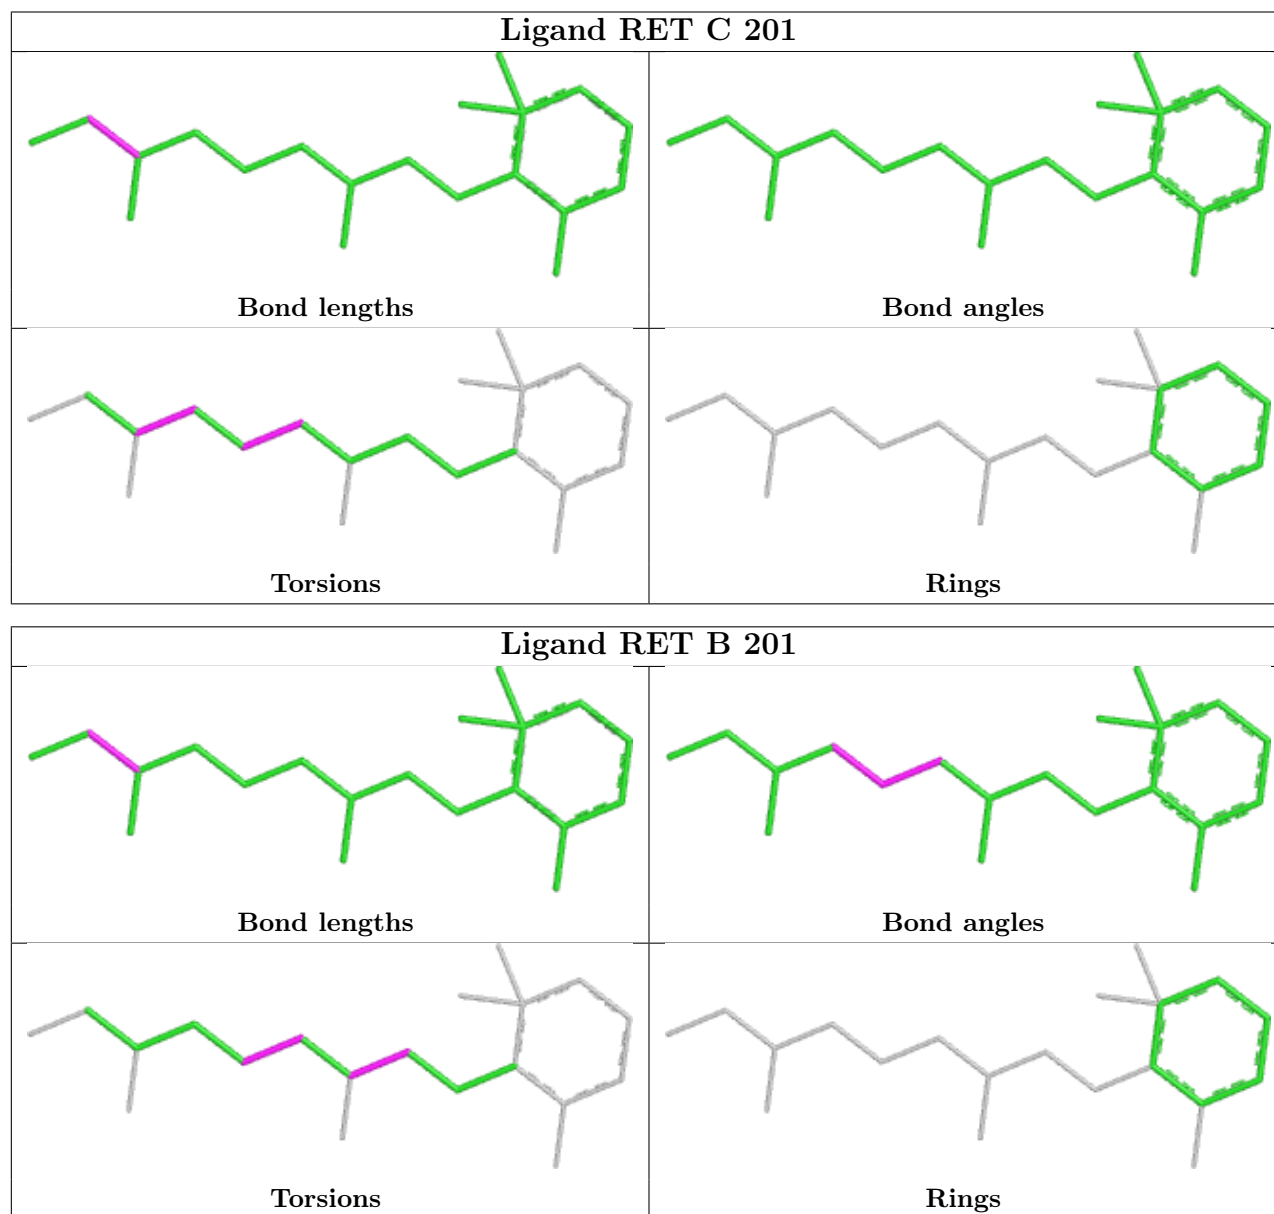 Ligand RET C 201
Bond lengths
Bond angles
Torsions
Rings
Ligand RET B 201
Bond lengths
Bond angles
Torsions
Rings